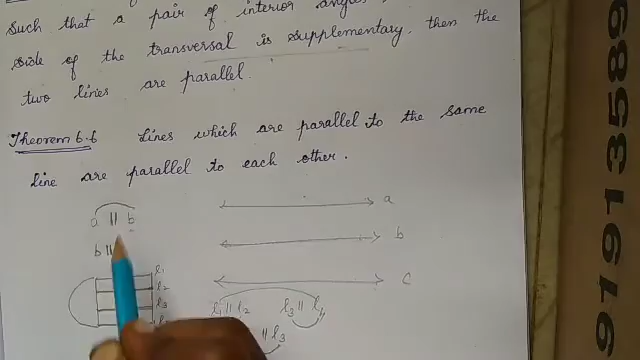 Such that a pair of interior angles
side of the transversal is supplementary, then the
two lines are parallel.
Theorem 6.6 Lines which are parallel to the same
line are parallel to each other.
a || b
b ||
a
b
c
l1
l2
l3
l1 || l2
l3 || l4
|| l3
919113589